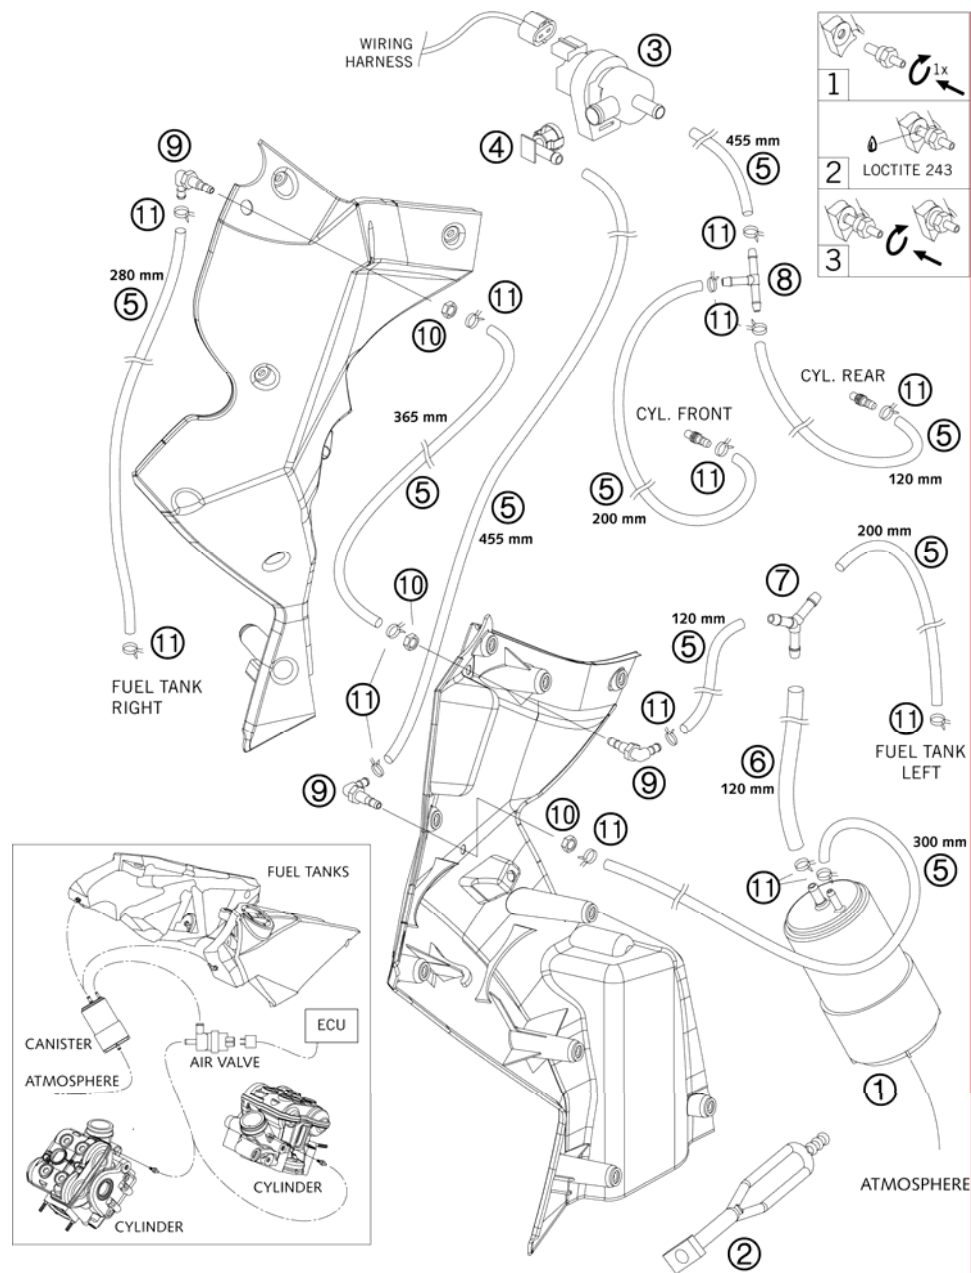 WIRING
HARNESS
3
1
1x
4
455 mm
5
2
LOCTITE 243
9
11
11
3
280 mm
5
8
11
10
11
CYL. REAR
11
365 mm
CYL. FRONT
5
5
5
11
120 mm
5
200 mm
455 mm
200 mm
5
7
10
120 mm
5
11
FUEL TANK
RIGHT
11
11
11
FUEL TANK
LEFT
6
120 mm
9
9
10
11
300 mm
5
11
FUEL TANKS
ECU
CANISTER
AIR VALVE
ATMOSPHERE
1
CYLINDER
CYLINDER
ATMOSPHERE
2